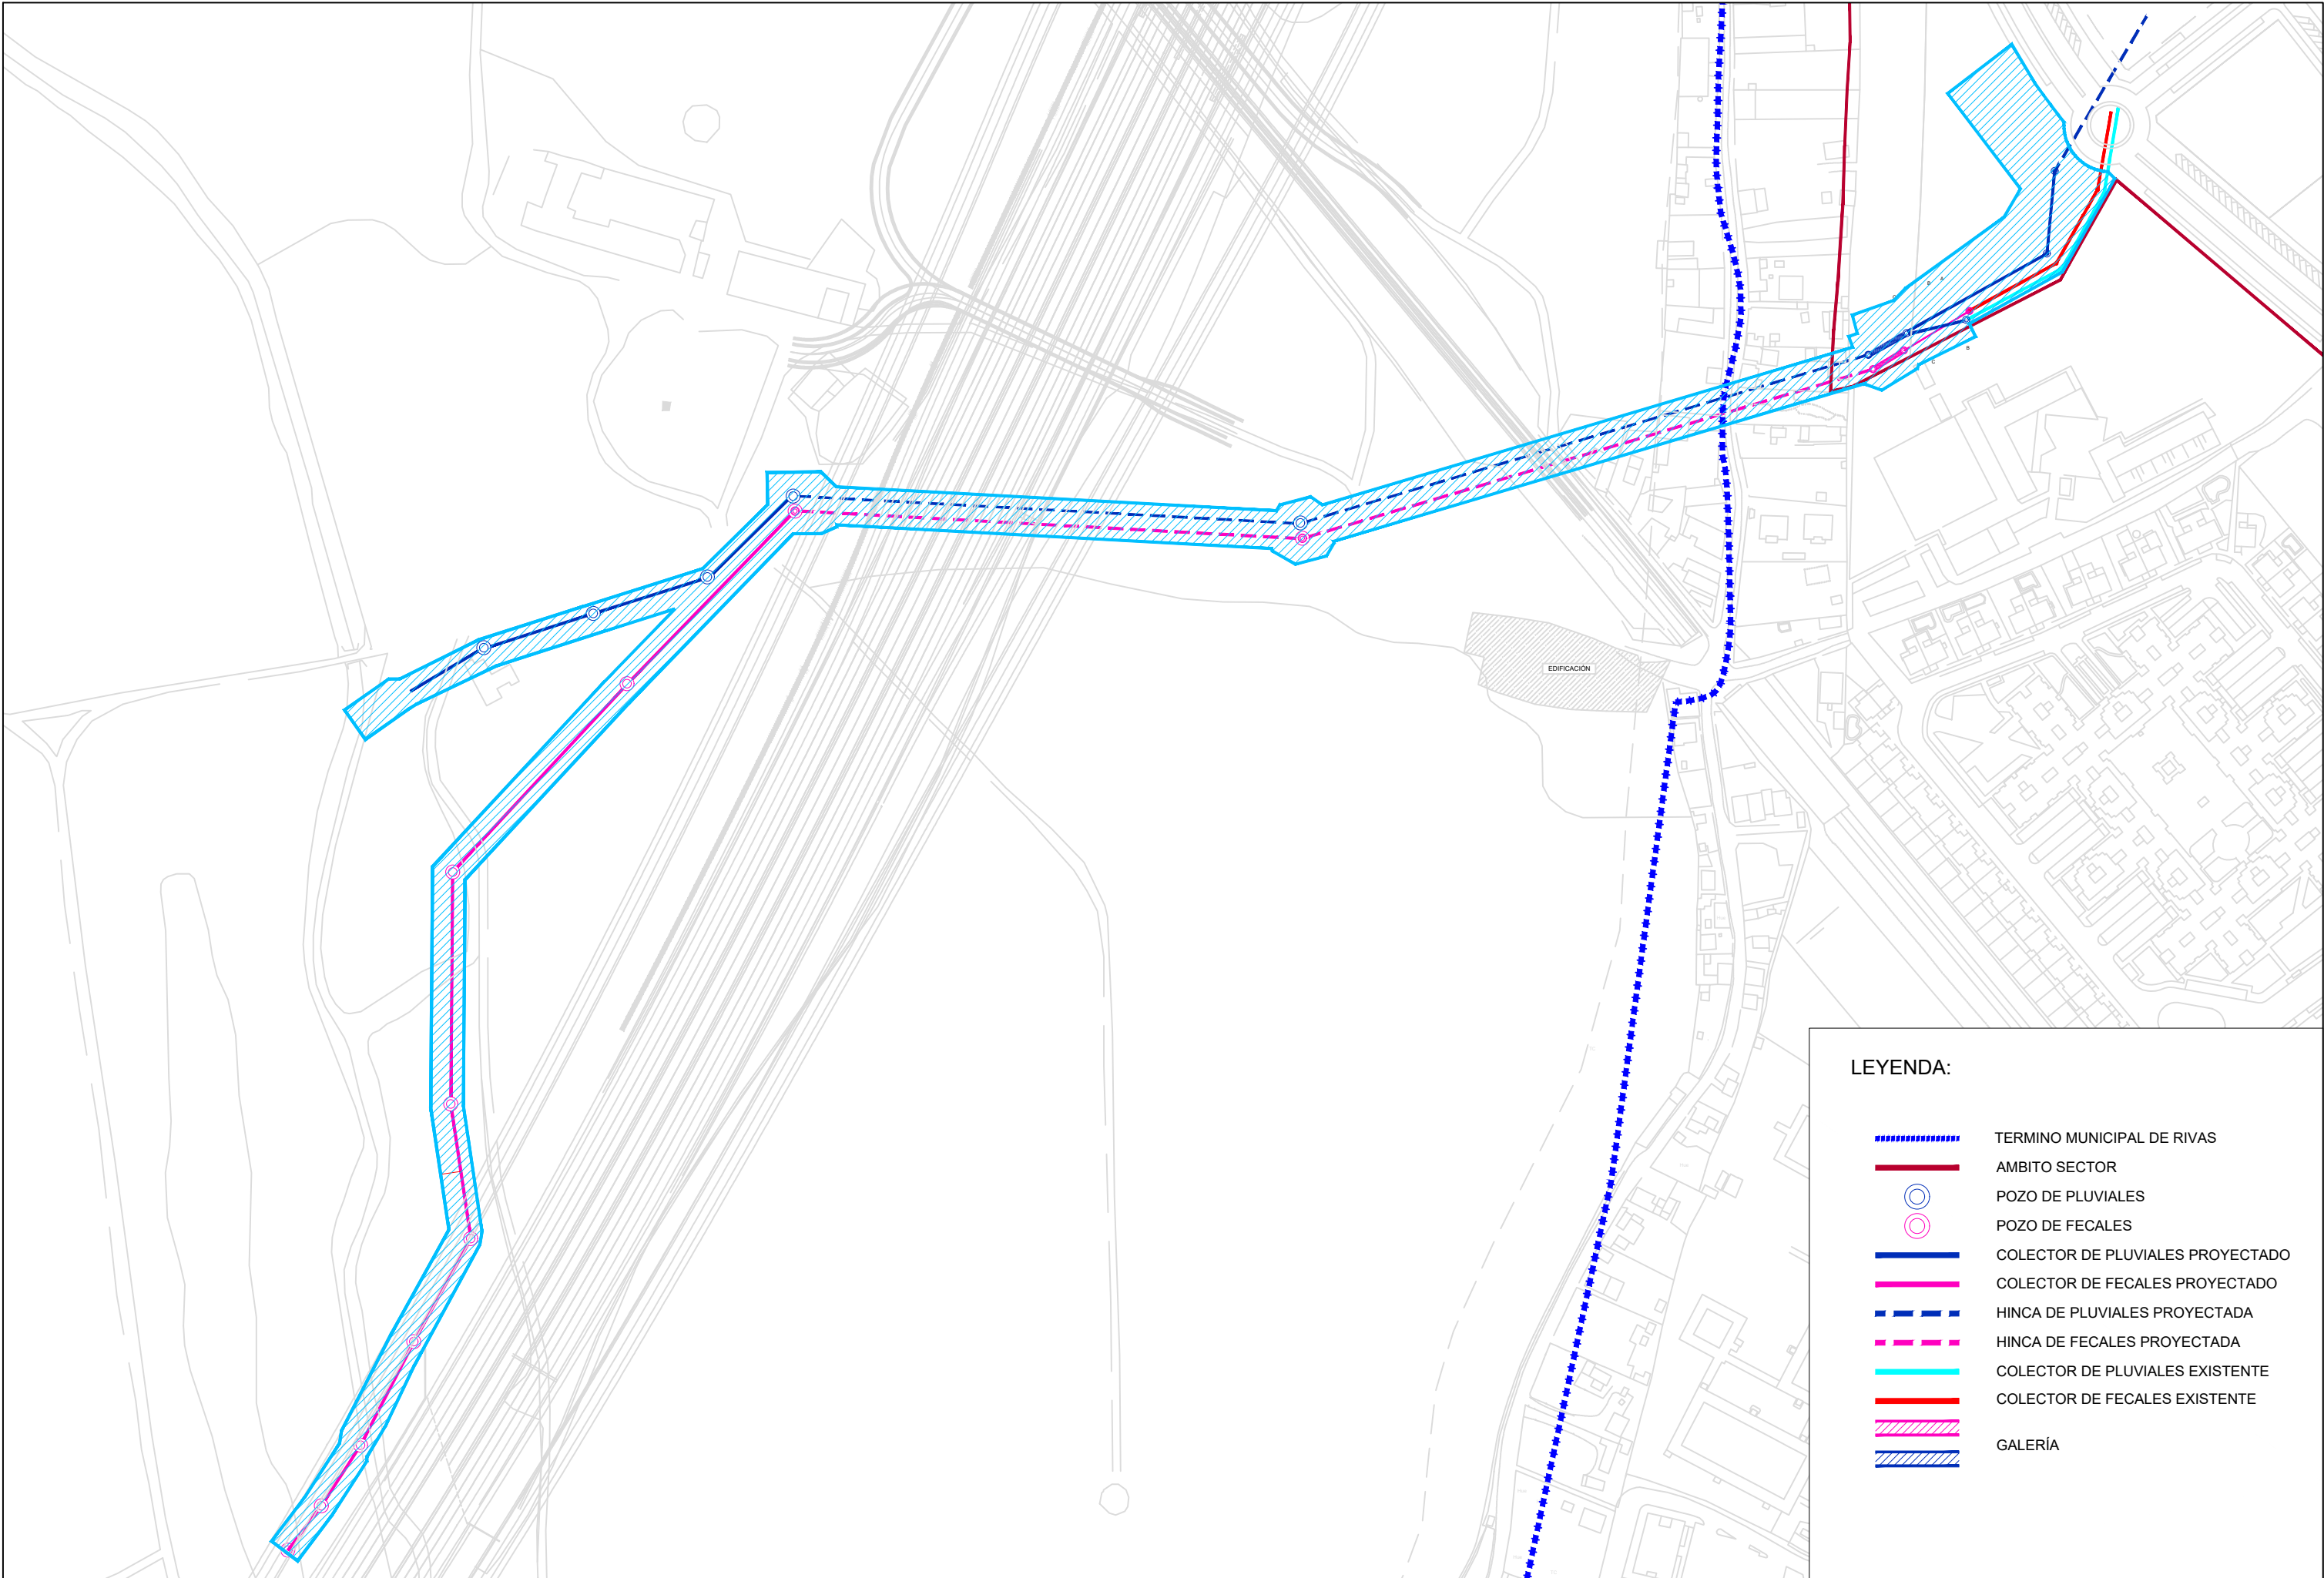 EDIFICACIÓN
LEYENDA:
TERMINO MUNICIPAL DE RIVAS
AMBITO SECTOR
POZO DE PLUVIALES
POZO DE FECALES
COLECTOR DE PLUVIALES PROYECTADO
COLECTOR DE FECALES PROYECTADO
HINCA DE PLUVIALES PROYECTADA
HINCA DE FECALES PROYECTADA
COLECTOR DE PLUVIALES EXISTENTE
COLECTOR DE FECALES EXISTENTE
GALERÍA